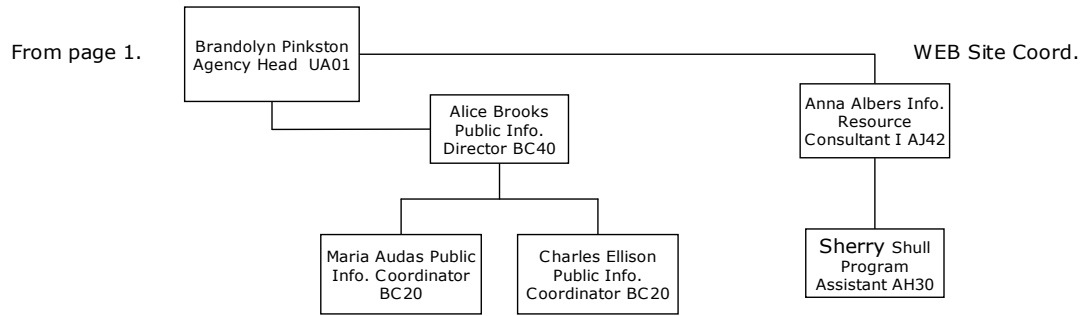 From page 1.
Brandolyn Pinkston
Agency Head UA01
WEB Site Coord.
Alice Brooks
Public Info.
Director BC40
Anna Albers Info.
Resource
Consultant I AJ42
Maria Audas Public
Info. Coordinator
BC20
Charles Ellison
Public Info.
Coordinator BC20
Sherry Shull
Program
Assistant AH30